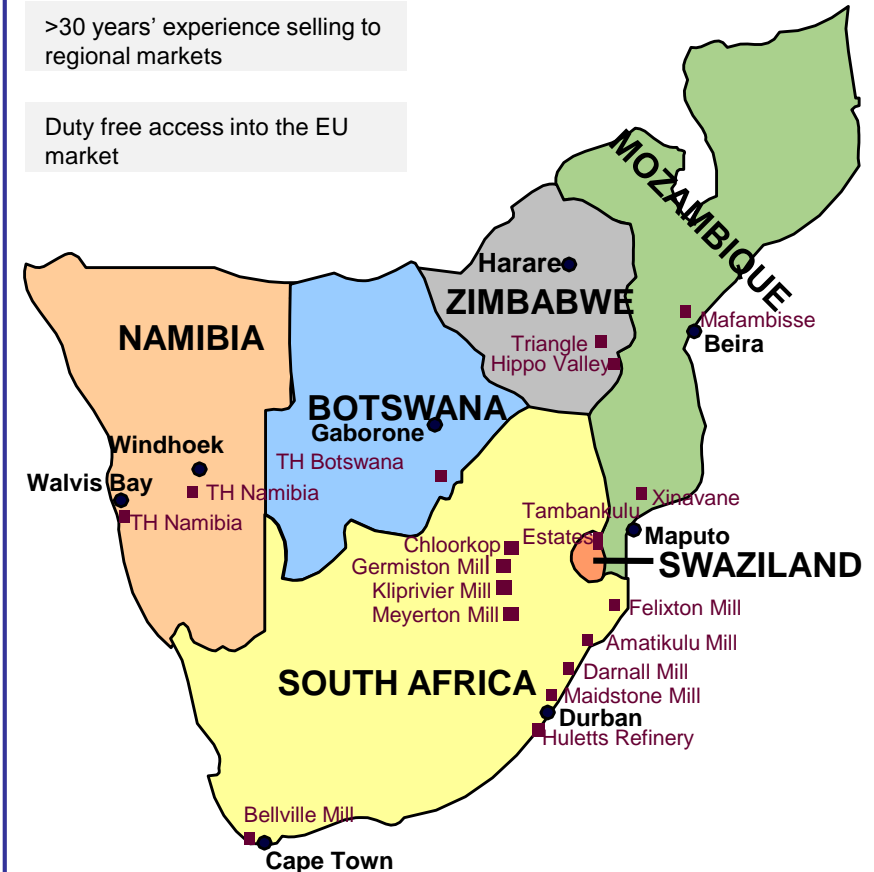 >30 years’ experience selling to
regional markets
Duty free access into the EU
market
MOZAMBIQUE
Harare
ZIMBABWE
Mafambisse
Beira
NAMIBIA
Triangle
Hippo Valley
BOTSWANA
Gaborone
Windhoek
TH Botswana
Walvis Bay
TH Namibia
TH Namibia
Xinavane
Tambankulu
Estates
Maputo
Chloorkop
SWAZILAND
Germiston Mill
Kliprivier Mill
Meyerton Mill
Felixton Mill
Amatikulu Mill
SOUTH AFRICA
Darnall Mill
Maidstone Mill
Durban
Huletts Refinery
Bellville Mill
Cape Town